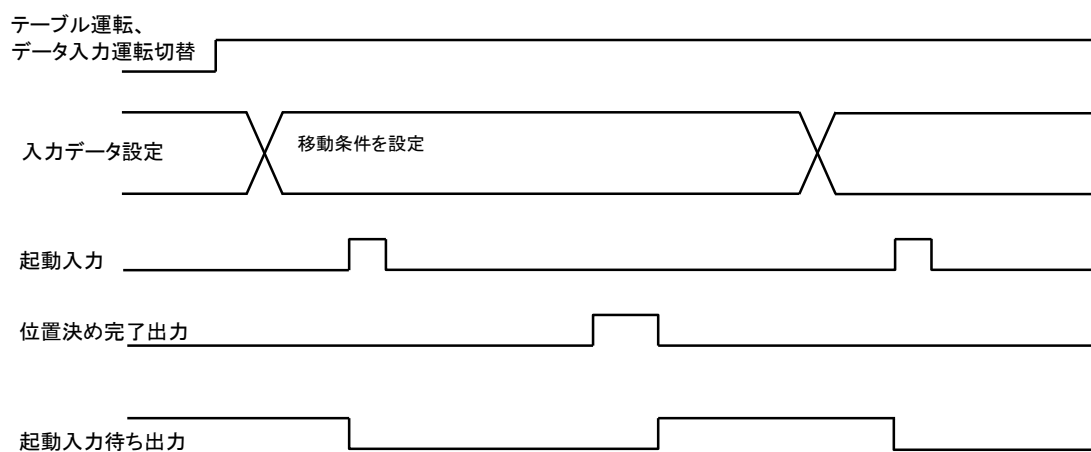 テーブル運転、
データ入力運転切替
入力データ設定
移動条件を設定
起動入力
位置決め完了出力
起動入力待ち出力